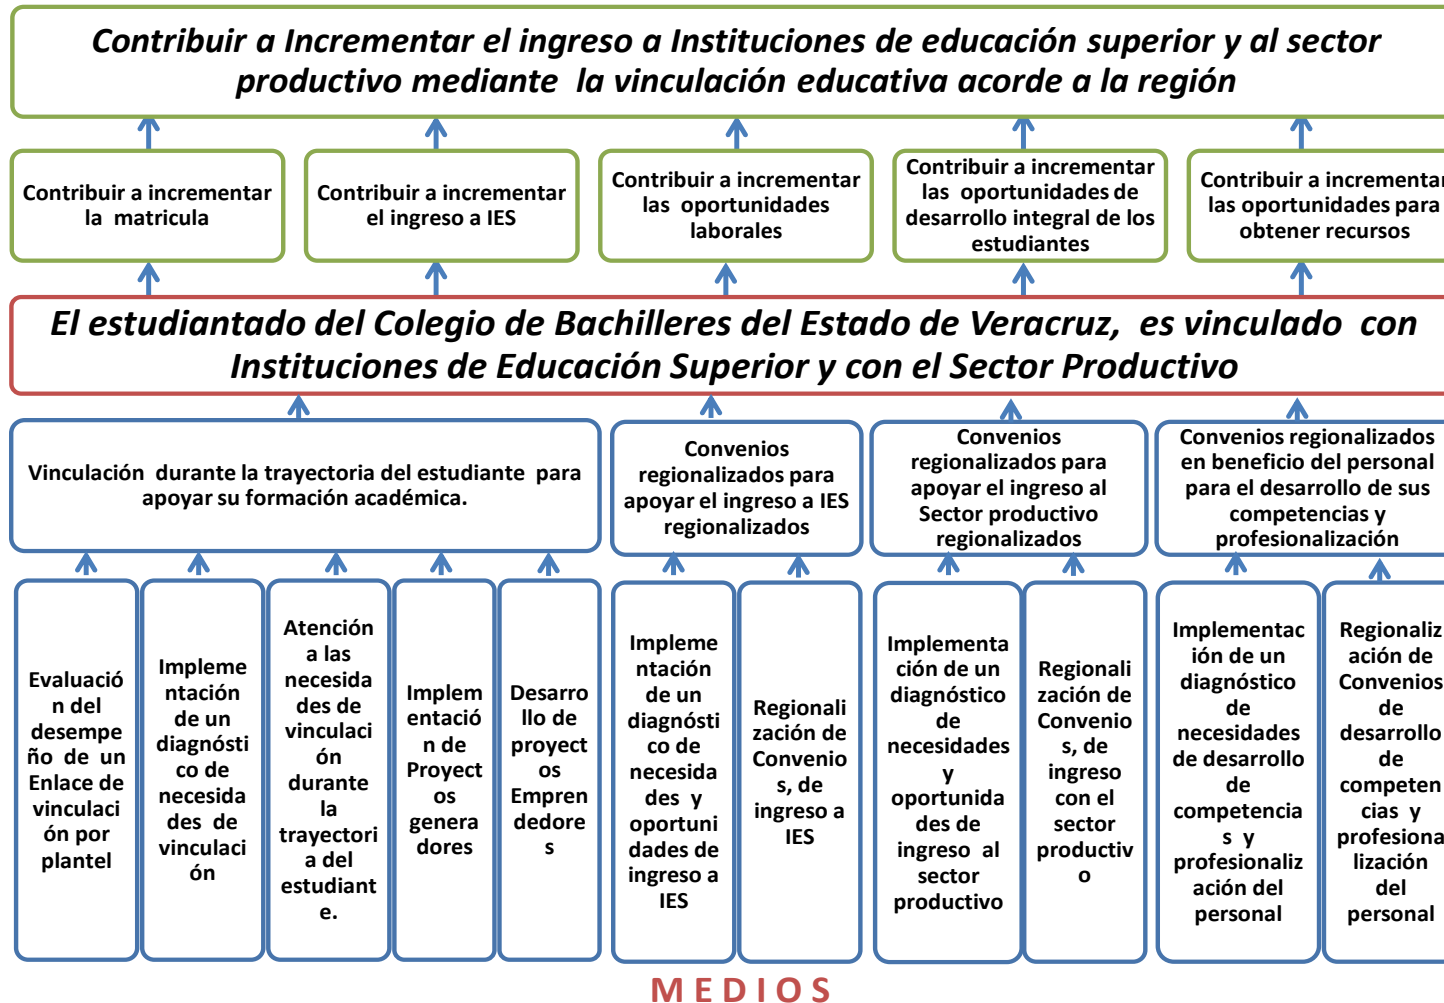 Contribuir a Incrementar el ingreso a Instituciones de educación superior y al sector
productivo mediante la vinculación educativa acorde a la región
Contribuir a incrementar
la matricula
Contribuir a incrementar
el ingreso a IES
Contribuir a incrementar
las oportunidades
laborales
Contribuir a incrementar
las oportunidades de
desarrollo integral de los
estudiantes
Contribuir a incrementar
las oportunidades para
obtener recursos
El estudiantado del Colegio de Bachilleres del Estado de Veracruz, es vinculado con
Instituciones de Educación Superior y con el Sector Productivo
Vinculación durante la trayectoria del estudiante para
apoyar su formación académica.
Convenios
regionalizados para
apoyar el ingreso a IES
regionalizados
Convenios
regionalizados para
apoyar el ingreso al
Sector productivo
regionalizados
Convenios regionalizados
en beneficio del personal
para el desarrollo de sus
competencias y
profesionalización
Evaluació
n del
desempe
ño de un
Enlace de
vinculaci
ón por
plantel
Impleme
ntación
de un
diagnósti
co de
necesida
des de
vinculaci
ón
Atención
a las
necesida
des de
vinculac
ión
durante
la
trayectori
a del
estudiant
e.
Implem
entació
n de
Proyect
os
genera
dores
Desarro
llo de
proyect
os
Empren
dedore
s
Impleme
ntación
de un
diagnósti
co de
necesida
des y
oportuni
dades de
ingreso a
IES
Regionali
zación de
Convenio
s, de
ingreso a
IES
Implementa
ción de un
diagnóstico
de
necesidades
y
oportunida
des de
ingreso al
sector
productivo
Regionali
zación de
Convenio
s, de
ingreso
con el
sector
productiv
o
Implementac
ión de un
diagnóstico
de
necesidades
de desarrollo
de
competencia
s y
profesionaliz
ación del
personal
Regionaliz
ación de
Convenios
de
desarrollo
de
competen
cias y
profesiona
lización
del
personal
MEDIOS